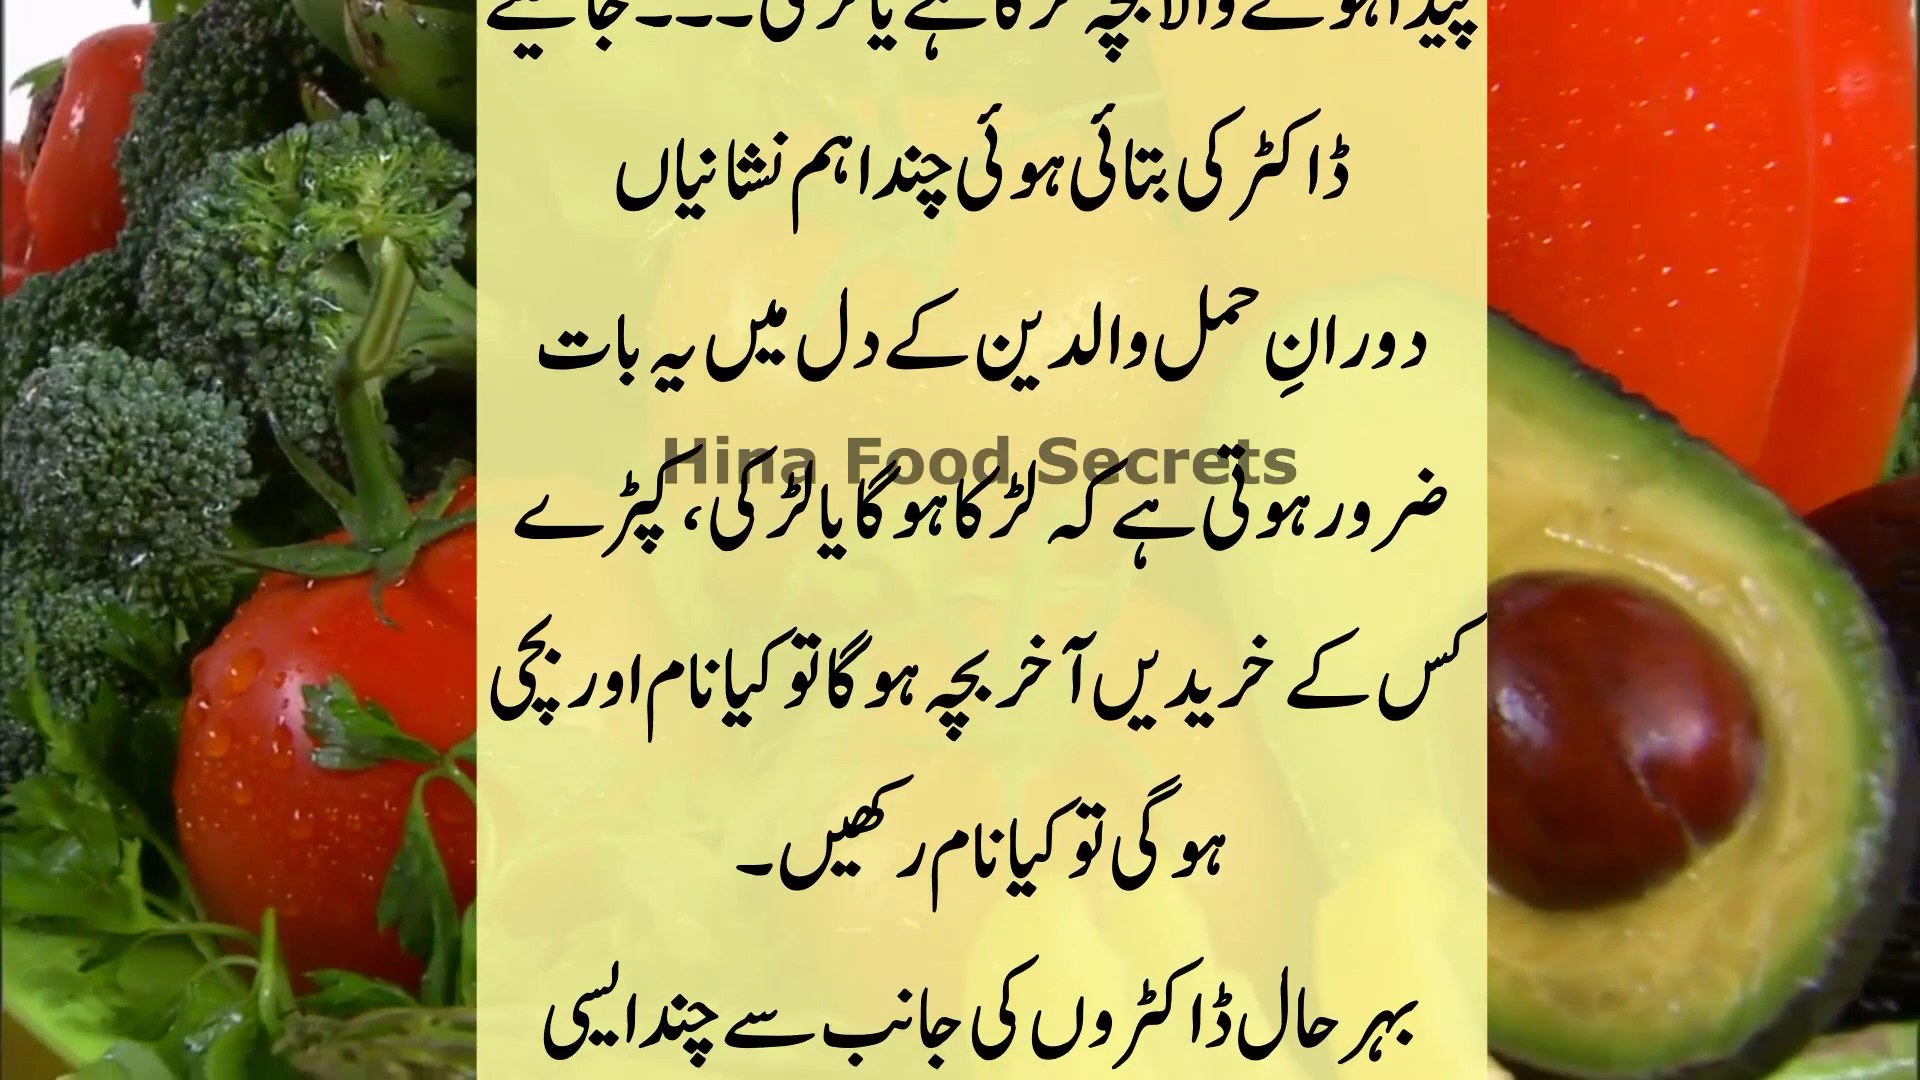 پیدا ہونے والا بچہ لڑکا ہے یا لڑکی۔۔۔ جانیے
ڈاکٹر کی بتائی ہوئی چند اہم نشانیاں
دورانِ حمل والدین کے دل میں یہ بات
Hina Food Secrets
ضرور ہوتی ہے کہ لڑکا ہوگا یا لڑکی، کپڑے
کس کے خریدیں آخر بچہ ہوگا تو کیا نام اور بچی
ہوگی تو کیا نام رکھیں۔
بہر حال ڈاکٹروں کی جانب سے چند ایسی